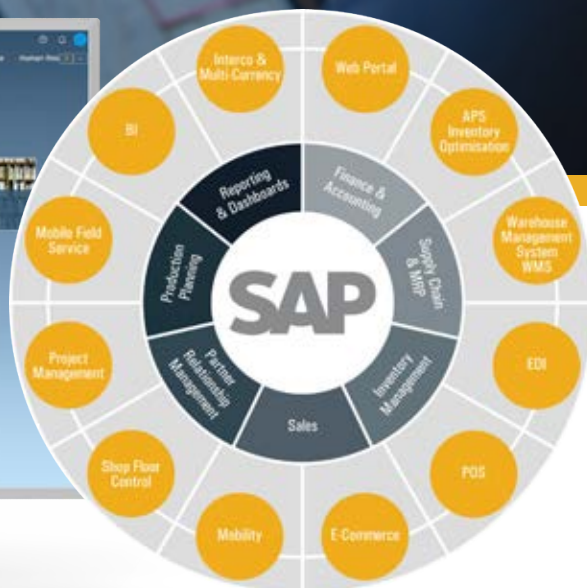 Interco &
Multi-Currency
Web Portal
BI
APS
Inventory
Optimisation
Reporting
& Dashboards
Finance &
Accounting
Mobile Field
Service
Production
Planning
SAP
Supply Chain
& MRP
Warehouse
Management
System
WMS
Project
Management
Partner
Relationship
Management
Sales
Inventory
Management
EDI
Shop Floor
Control
Mobility
E-Commerce
POS